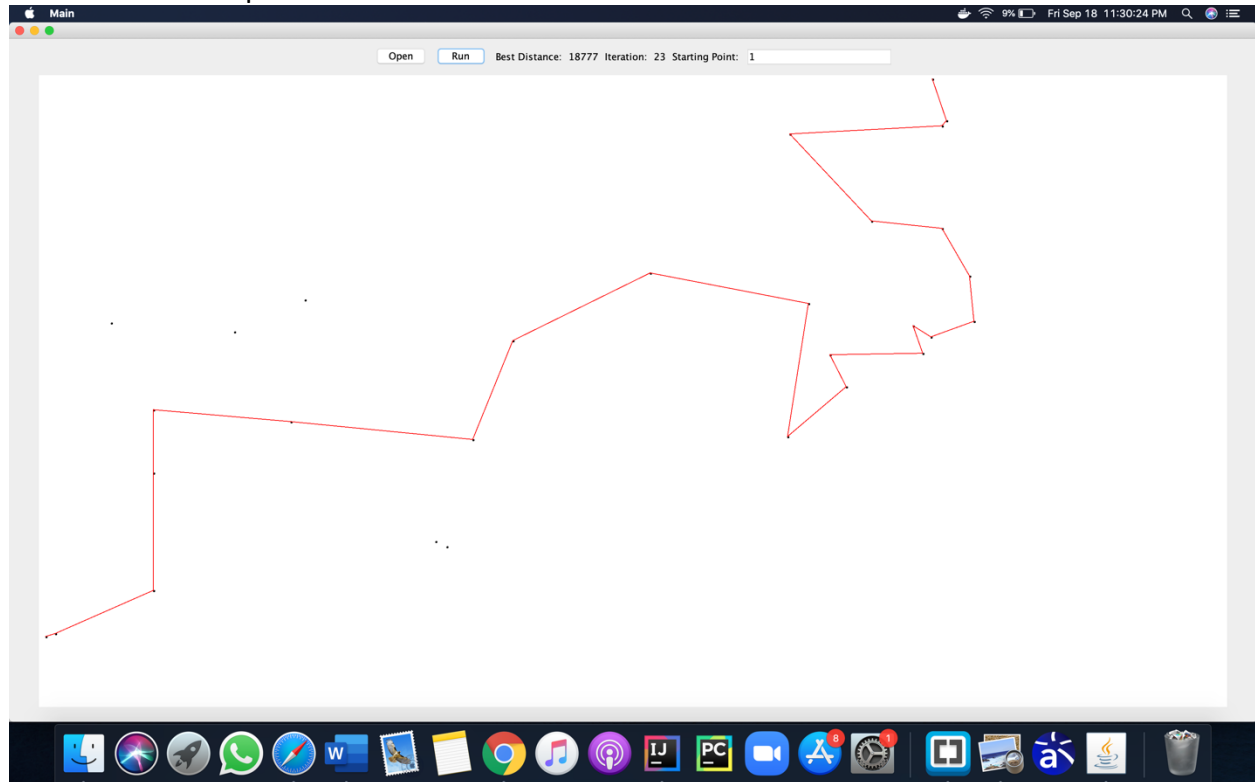 Main 9% Fri Sep 18 11:30:24 PM
Open Run Best Distance: 18777 Iteration: 23 Starting Point: 1
W IJ PC 8 1 a